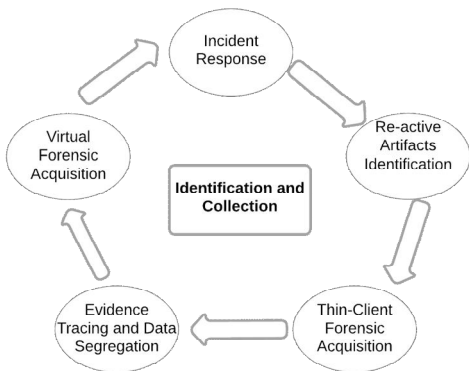 Incident
Response
Re-active
Artifacts
Identification
Thin-Client
Forensic
Acquisition
Evidence
Tracing and Data
Segregation
Virtual
Forensic
Acquisition
Identification and
Collection